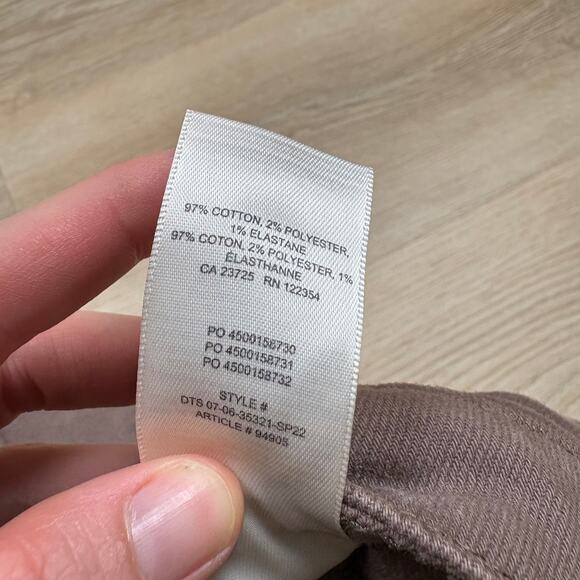 97% COTTON, 2% POLYESTER,
1% ELASTANE
97% COTON, 2% POLYESTER, 1%
ÉLASTHANNE
CA 23725 RN 122354
PO 4500158730
PO 4500158731
PO 4500158732
STYLE #
DTS 07-06-35321-SP22
ARTICLE # 94905